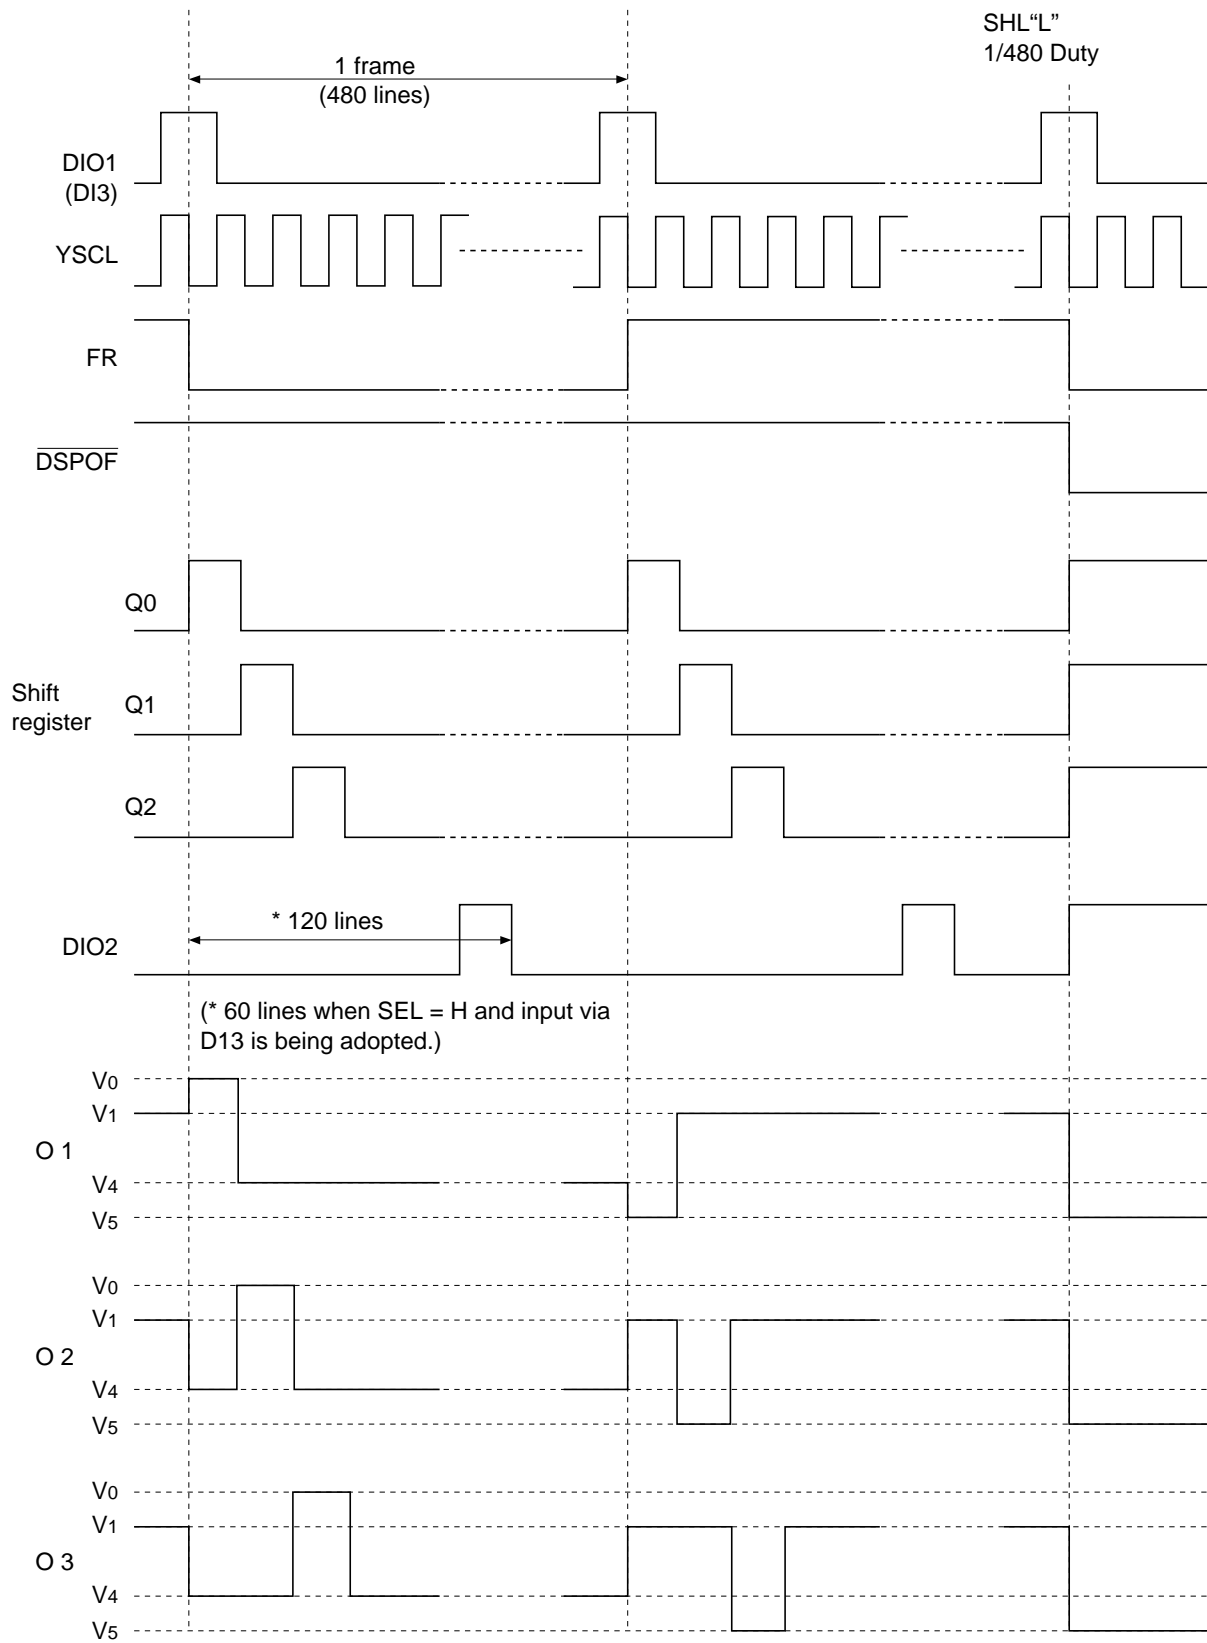 SHL“L”
1/480 Duty
1 frame
(480 lines)
DIO1
(DI3)
YSCL
FR
DSPOF
Q0
Shift
register
Q1
Q2
* 120 lines
DIO2
(* 60 lines when SEL = H and input via
D13 is being adopted.)
V0
V1
O 1
V4
V5
V0
V1
O 2
V4
V5
V0
V1
O 3
V4
V5